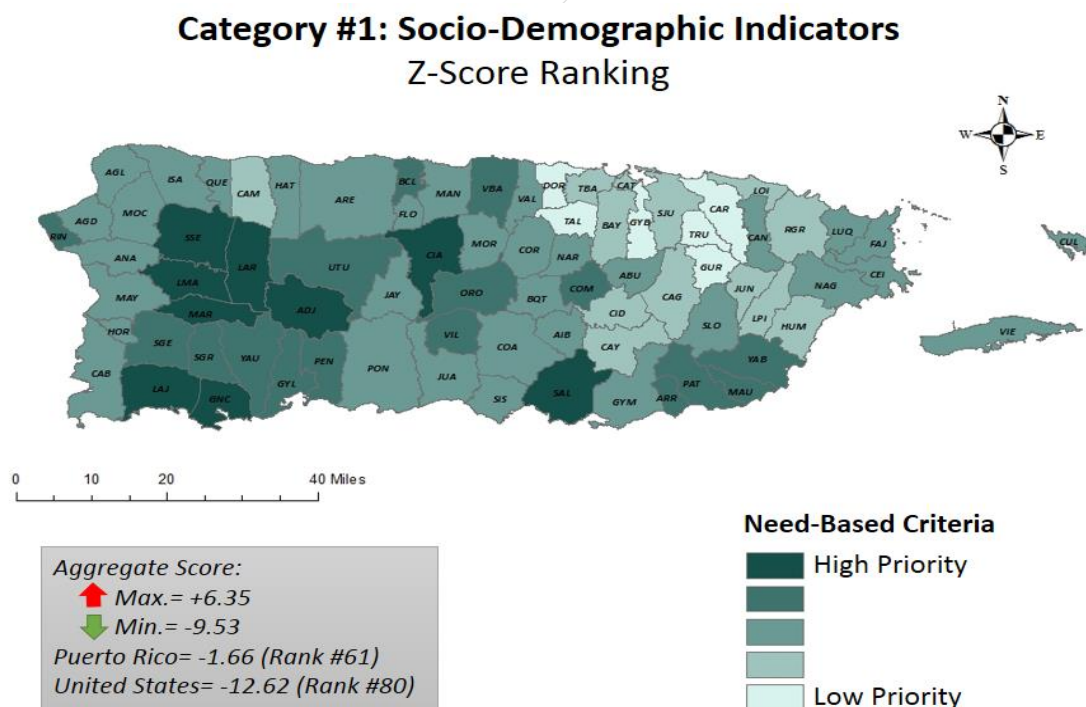 Category #1: Socio-Demographic Indicators
Z-Score Ranking
N
W E
S
AGL ISA QUE CAM HAT ARE BCL MAN VBA VAL DOR TBA CAT SJU CAR LOI
AGD MOC FLO TAL BAY GYB TRU CAN RGR LUQ FAJ CUL
RIN SSE LAR CIA MOR COR NAR GUR CEI
ANA UTU ABU
LMA ADJ JAY ORO BQT COM CAG JUN NAG
MAY MAR CID LPI HUM
HOR SGE VIL AIB SLO VIE
SGR YAU PEN PON COA CAY YAB
CAB GYL JUA PAT MAU
LAJ GNC SIS SAL GYM ARR
0 10 20 40 Miles
Aggregate Score:
Max.= +6.35
Min.= -9.53
Puerto Rico= -1.66 (Rank #61)
United States= -12.62 (Rank #80)
Need-Based Criteria
High Priority
Low Priority